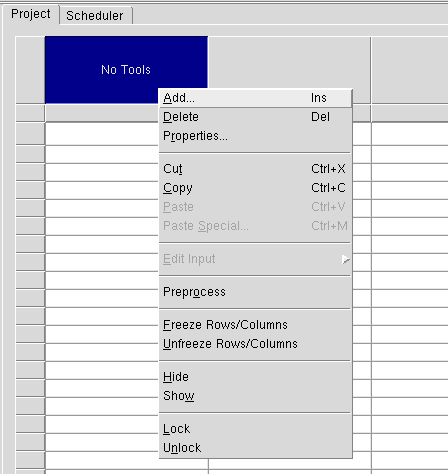 Project Scheduler
No Tools
Add... Ins
Delete Del
Properties...
Cut Ctrl+X
Copy Ctrl+C
Paste Ctrl+V
Paste Special... Ctrl+M
Edit Input
Preprocess
Freeze Rows/Columns
Unfreeze Rows/Columns
Hide
Show
Lock
Unlock